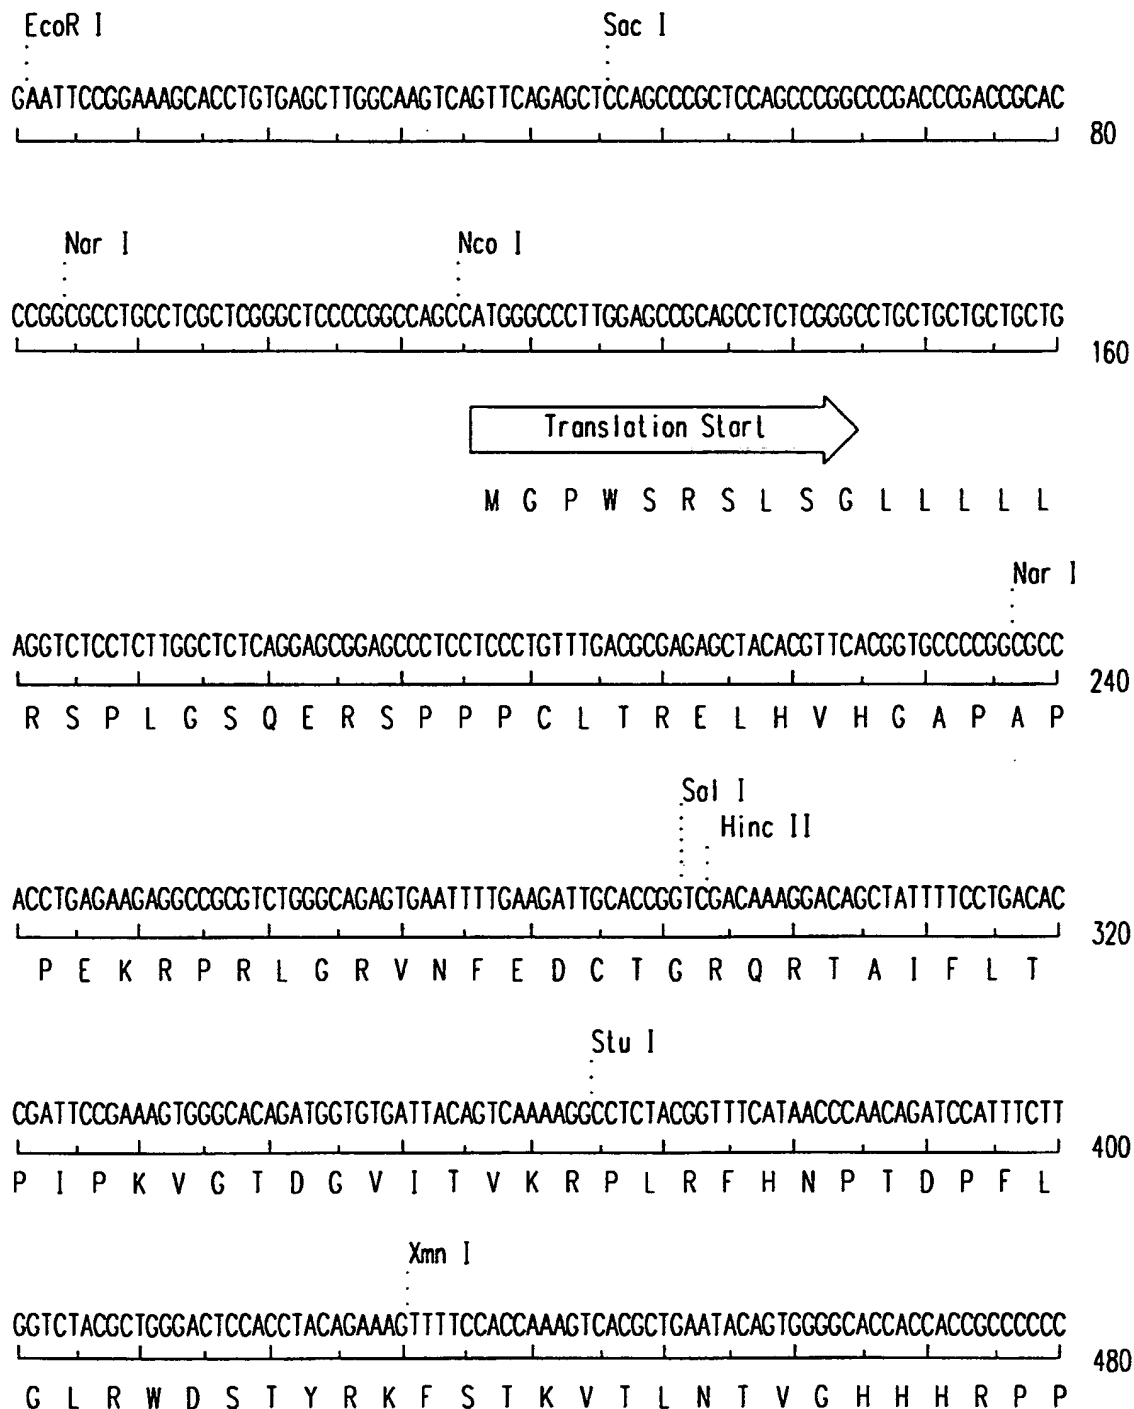 EcoR I
Sac I
GAATTCCGGAAAGCACCTGTGAGCTTGGCAAGTCAGTTCAGAGCTCCAGCCCGCTCCAGCCCGGCCCGACCCGACCGCAC
80
Nar I
Nco I
CCGGCGCCTGCCTCGCTCGGGCTCCCCGGCCAGCCATGGGCCCTTGGAGCCGCAGCCTCTCGGGCCTGCTGCTGCTGCTG
160
Translation Start
M G P W S R S L S G L L L L L
Nar I
AGGTCTCCTCTTGGCTCTCAGGAGCGGAGCCCTCCTCCCTGTTTGACGCGAGAGCTACACGTTCACGGTGCCCCGGCGCC
240
R S P L G S Q E R S P P P C L T R E L H V H G A P A P
Sal I
Hinc II
ACCTGAGAAGAGGCCGCGTCTGGGCAGAGTGAATTTTGAAGATTGCACCGGTCGACAAAGGACAGCTATTTTCCTGACAC
320
P E K R P R L G R V N F E D C T G R Q R T A I F L T
Stu I
CGATTCCGAAAGTGGGCACAGATGGTGTGATTACAGTCAAAAGGCCTCTACGGTTTCATAACCCAACAGATCCATTTCTT
400
P I P K V G T D G V I T V K R P L R F H N P T D P F L
Xmn I
GGTCTACGCTGGGACTCCACCTACAGAAAGTTTTCCACCAAAGTCACGCTGAATACAGTGGGGCACCACCACCGCCCCCC
480
G L R W D S T Y R K F S T K V T L N T V G H H H R P P